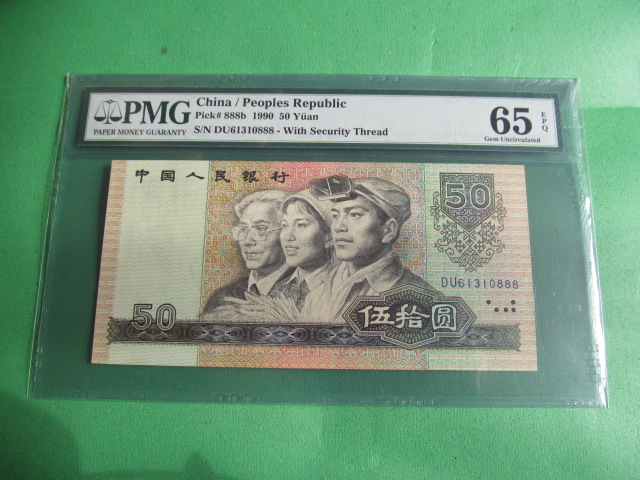 PMG
PAPER MONEY GUARANTY
China / Peoples Republic
Pick# 888b 1990 50 Yüan
S/N DU61310888 - With Security Thread
65 EPQ
Gem Uncirculated
中国人民银行
50
DU61310888
50
伍拾圆